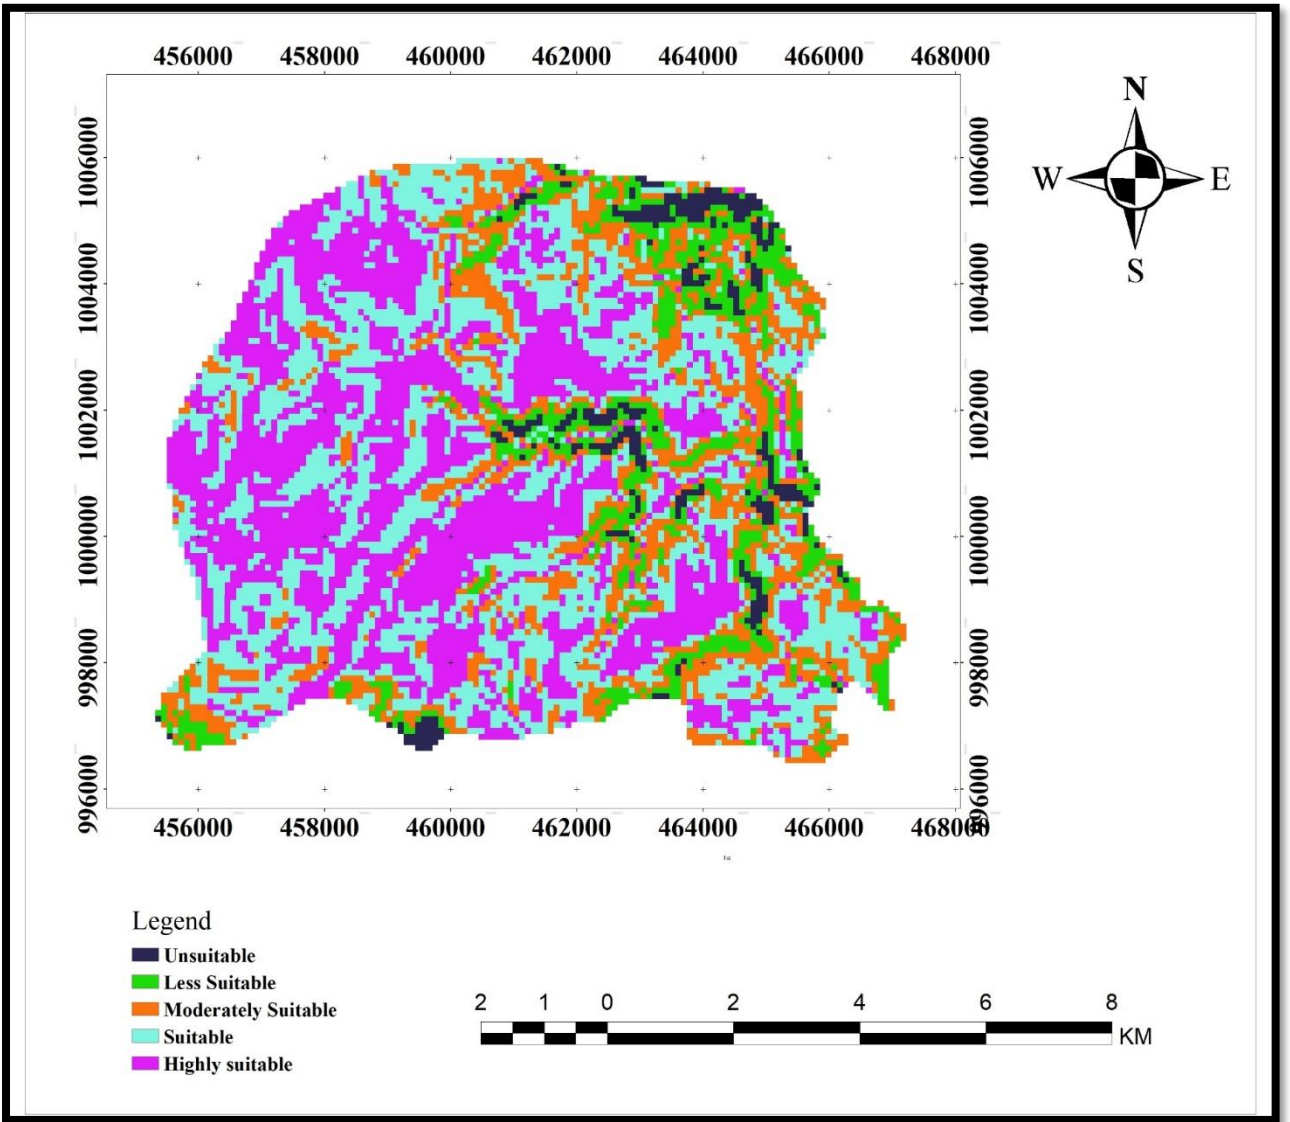 456000 458000 460000 462000 464000 466000 468000
N
W E
S
1006000 1006000
1004000 1004000
1002000 1002000
1000000 1000000
998000 998000
996000 996000
456000 458000 460000 462000 464000 466000 468000
Legend
Unsuitable
Less Suitable
Moderately Suitable
Suitable
Highly suitable
2 1 0 2 4 6 8
KM